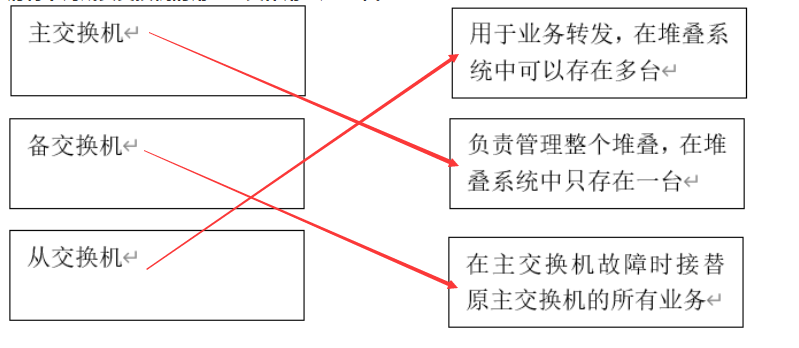 主交换机↵
用于业务转发，在堆叠系
统中可以存在多台↵
备交换机↵
负责管理整个堆叠，在堆
叠系统中只存在一台↵
从交换机↵
在主交换机故障时接替
原主交换机的所有业务↵